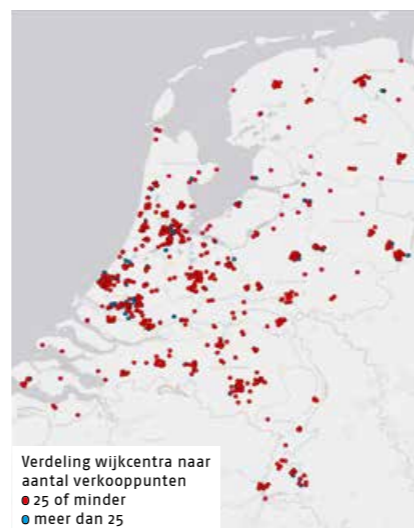 Verdeling wijkcentra naar
aantal verkooppunten
25 of minder
meer dan 25